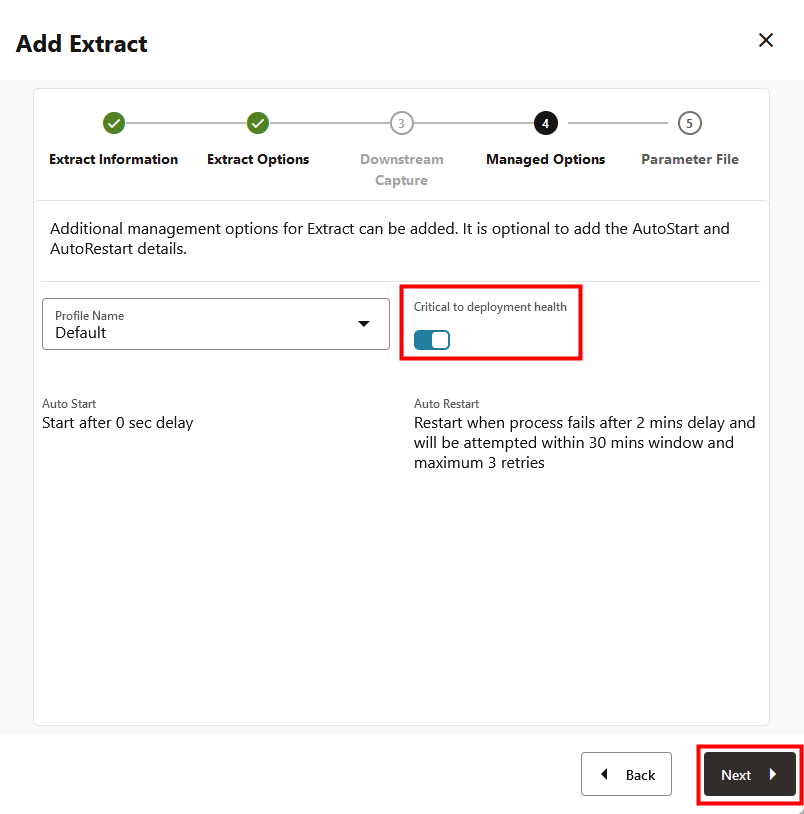 Add Extract
3
4
5
Extract Information
Extract Options
Downstream
Capture
Managed Options
Parameter File
Additional management options for Extract can be added. It is optional to add the AutoStart and
AutoRestart details.
Profile Name
Default
Critical to deployment health
Auto Start
Start after 0 sec delay
Auto Restart
Restart when process fails after 2 mins delay and
will be attempted within 30 mins window and
maximum 3 retries
Back
Next